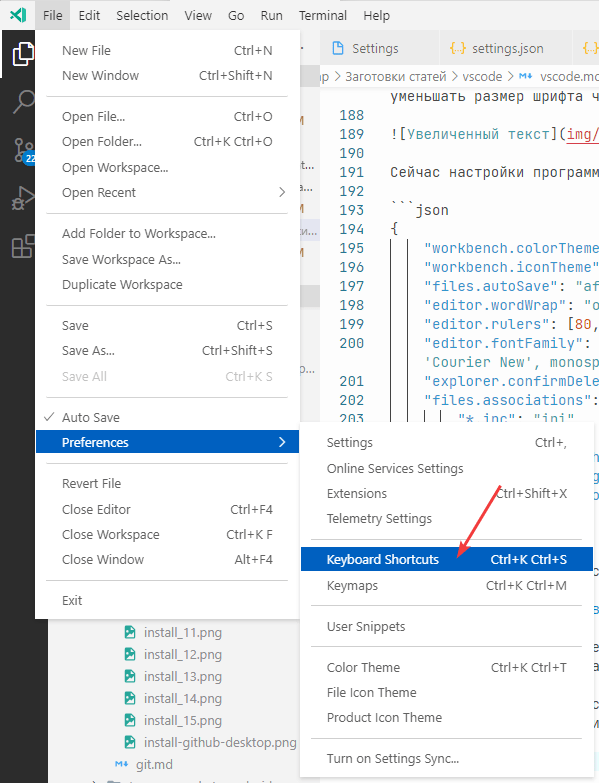 File Edit Selection View Go Run Terminal Help
New File Ctrl+N
New Window Ctrl+Shift+N
Open File... Ctrl+O
Open Folder... Ctrl+K Ctrl+O
Open Workspace...
Open Recent
Add Folder to Workspace...
Save Workspace As...
Duplicate Workspace
Save Ctrl+S
Save As... Ctrl+Shift+S
Save All Ctrl+K S
Auto Save
Preferences
Revert File
Close Editor Ctrl+F4
Close Workspace Ctrl+K F
Close Window Alt+F4
Exit
22
install_11.png
install_12.png
install_13.png
install_14.png
install_15.png
install-github-desktop.png
git.md
Settings settings.json
Заготовки статей > vscode > vscode.mc
уменьшать размер шрифта ч
188
189 ![Увеличенный текст](img/
190
191 Сейчас настройки програм
192
193 ```json
194 {
195 "workbench.colorTheme
196 "workbench.iconTheme"
197 "files.autoSave": "af
198 "editor.wordWrap": "o
199 "editor.rulers": [80,
200 "editor.fontFamily":
'Courier New', monosp
201 "explorer.confirmDele
202 "files.associations":
203 "*.inc": "ini"
Settings Ctrl+,
Online Services Settings
Extensions Ctrl+Shift+X
Telemetry Settings
Keyboard Shortcuts Ctrl+K Ctrl+S
Keymaps Ctrl+K Ctrl+M
User Snippets
Color Theme Ctrl+K Ctrl+T
File Icon Theme
Product Icon Theme
Turn on Settings Sync...